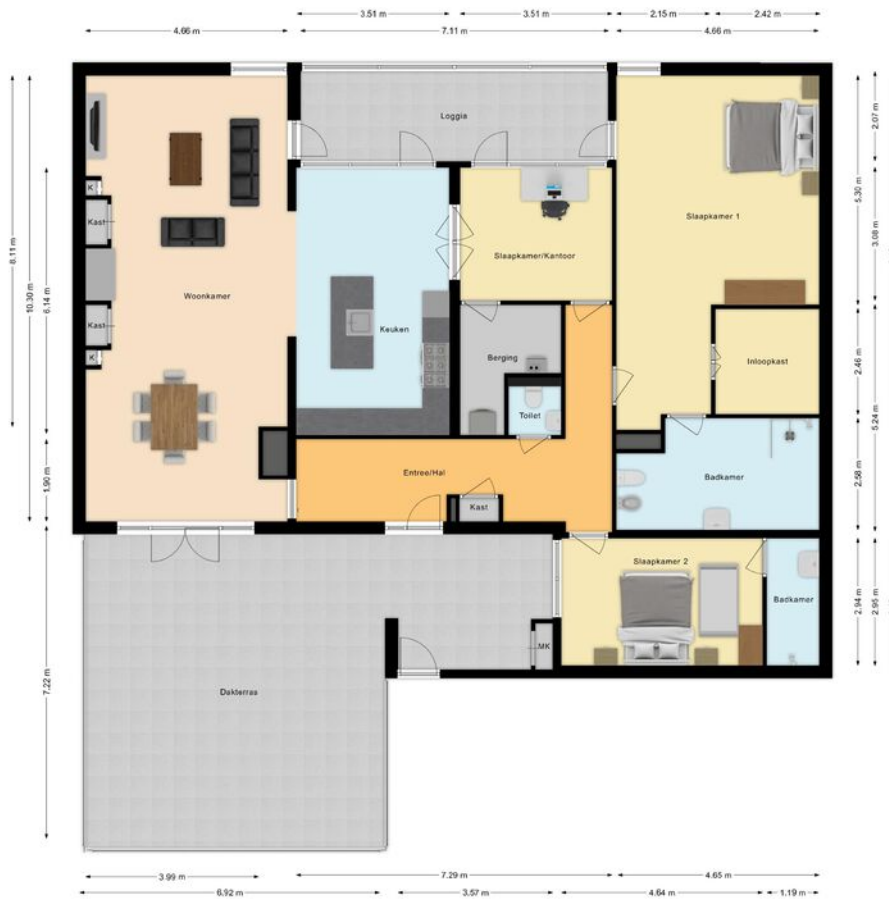 3.51 m
3.51 m
2.15 m
2.42 m
4.66 m
7.11 m
4.66 m
Loggia
2.07 m
5.30 m
K
Kast
Slaapkamer 1
3.08 m
8.11 m
10.30 m
6.14 m
Slaapkamer/Kantoor
Woonkamer
Kast
Keuken
K
Berging
Inloopkast
2.46 m
Toilet
5.24 m
1.90 m
Entree/Hal
Badkamer
2.58 m
Kast
Slaapkamer 2
Badkamer
2.94 m
2.95 m
MK
7.22 m
Dakterras
3.99 m
7.29 m
4.65 m
6.92 m
3.57 m
4.64 m
1.19 m